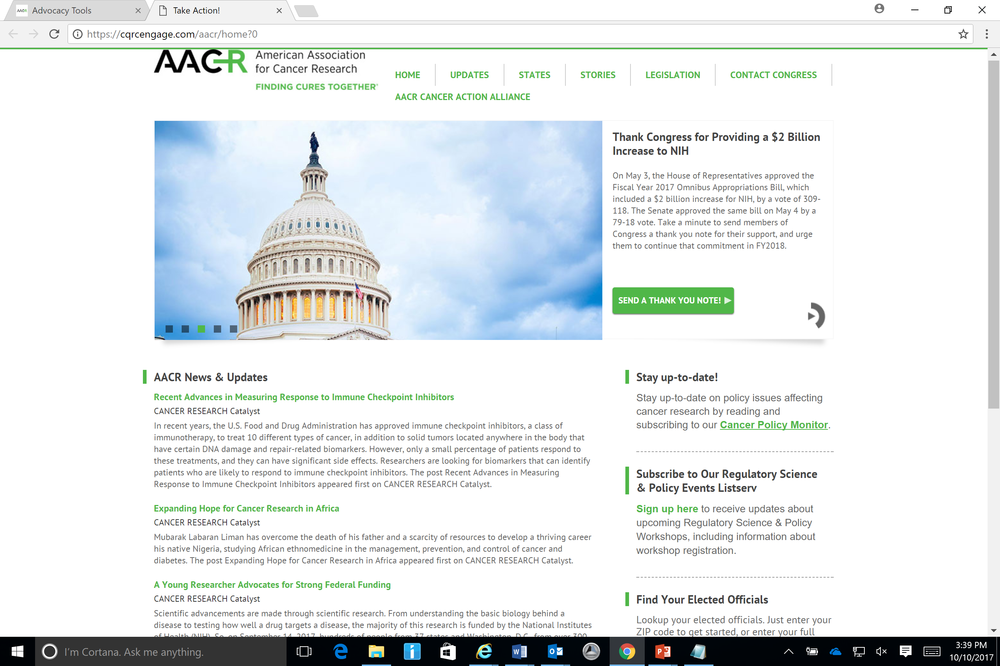 AACR Advocacy Tools
Take Action!
https://cqrcengage.com/aacr/home?0
AACR American Association
for Cancer Research
FINDING CURES TOGETHER®
HOME
UPDATES
STATES
STORIES
LEGISLATION
CONTACT CONGRESS
AACR CANCER ACTION ALLIANCE
Thank Congress for Providing a $2 Billion
Increase to NIH
On May 3, the House of Representatives approved the
Fiscal Year 2017 Omnibus Appropriations Bill, which
included a $2 billion increase for NIH, by a vote of 309-
118. The Senate approved the same bill on May 4 by a
79-18 vote. Take a minute to send members of
Congress a thank you note for their support, and urge
them to continue that commitment in FY2018.
SEND A THANK YOU NOTE!
AACR News & Updates
Recent Advances in Measuring Response to Immune Checkpoint Inhibitors
CANCER RESEARCH Catalyst
In recent years, the U.S. Food and Drug Administration has approved immune checkpoint inhibitors, a class of
immunotherapy, to treat 10 different types of cancer, in addition to solid tumors located anywhere in the body that
have certain DNA damage and repair-related biomarkers. However, only a small percentage of patients respond to
these treatments, and they can have significant side effects. Researchers are looking for biomarkers that can identify
patients who are likely to respond to immune checkpoint inhibitors. The post Recent Advances in Measuring
Response to Immune Checkpoint Inhibitors appeared first on CANCER RESEARCH Catalyst.
Expanding Hope for Cancer Research in Africa
CANCER RESEARCH Catalyst
Mubarak Labaran Liman has overcome the death of his father and a scarcity of resources to develop a thriving career
his native Nigeria, studying African ethnomedicine in the management, prevention, and control of cancer and
diabetes. The post Expanding Hope for Cancer Research in Africa appeared first on CANCER RESEARCH Catalyst.
A Young Researcher Advocates for Strong Federal Funding
CANCER RESEARCH Catalyst
Scientific advancements are made through scientific research. From understanding the basic biology behind a
disease to testing how well a drug targets a disease, the majority of this research is funded by the National Institutes
of Health (NIH). So, on September 14, 2017, hundreds of people from 37 states and Washington, D.C., from over 300
Stay up-to-date!
Stay up-to-date on policy issues affecting
cancer research by reading and
subscribing to our Cancer Policy Monitor.
Subscribe to Our Regulatory Science
& Policy Events Listserv
Sign up here to receive updates about
upcoming Regulatory Science & Policy
Workshops, including information about
workshop registration.
Find Your Elected Officials
Lookup your elected officials. Just enter your
ZIP code to get started, or enter your full
I'm Cortana. Ask me anything.
3:39 PM
10/10/2017